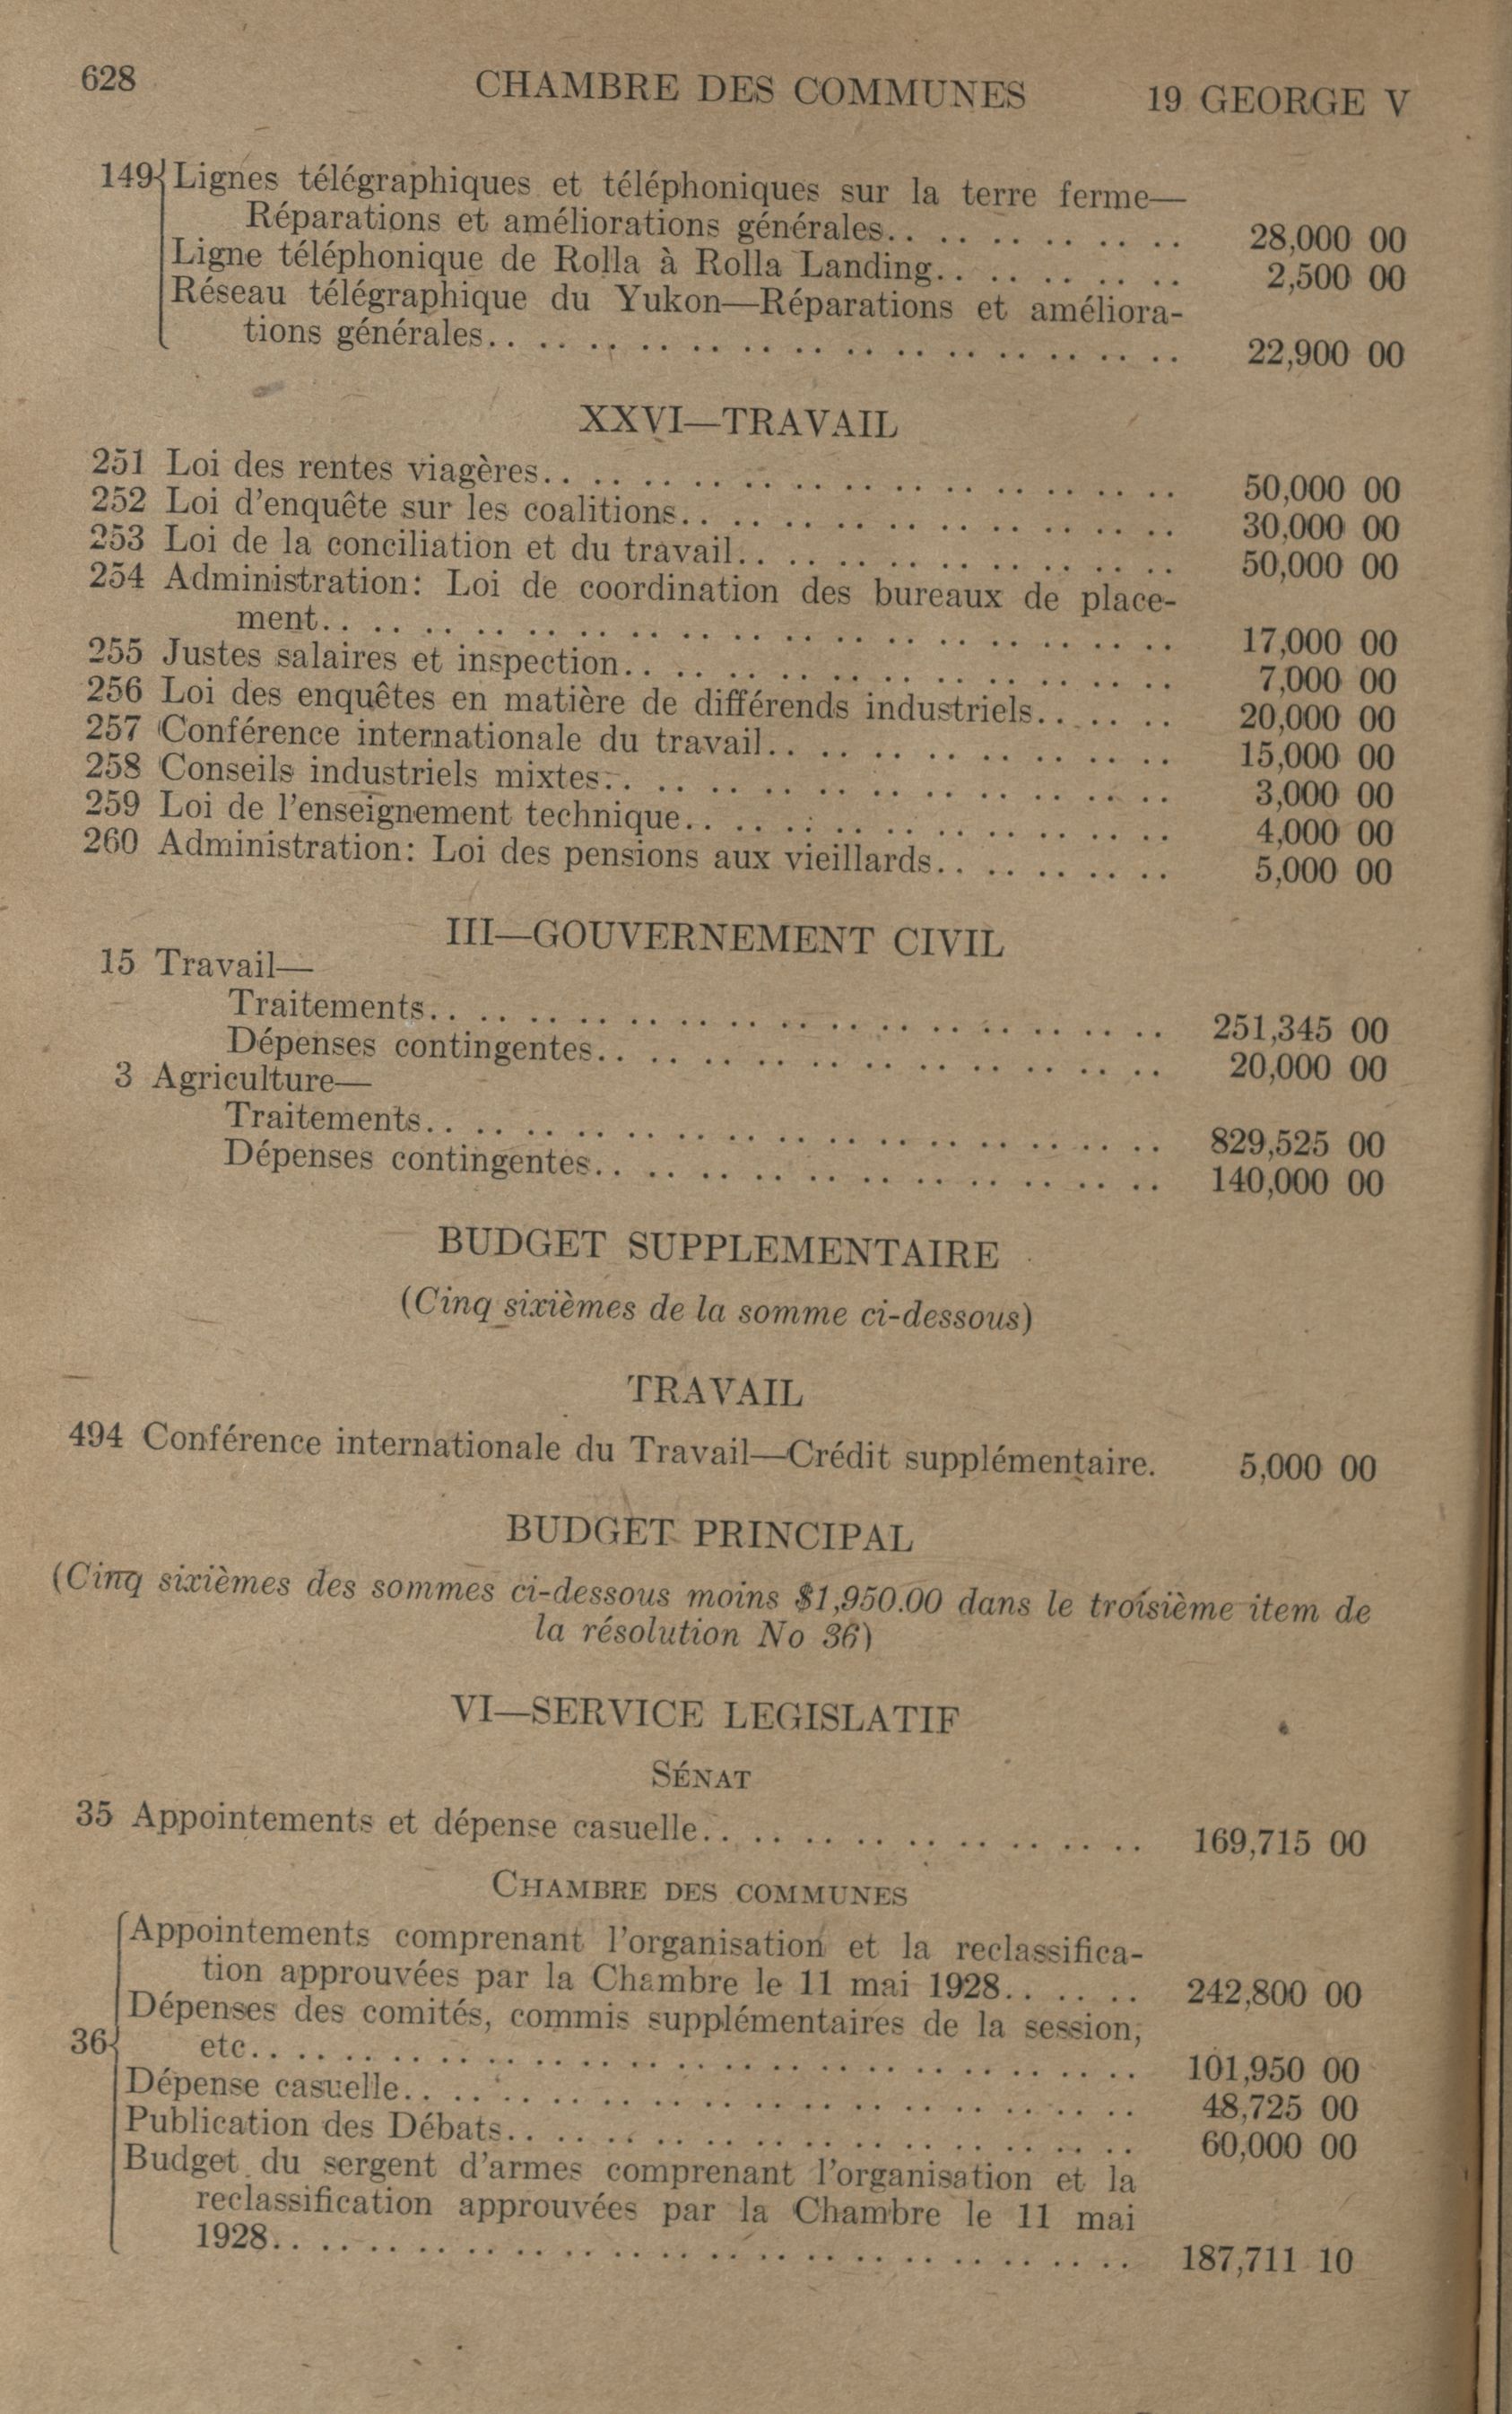 628 CHAMBRE DES COMMUNES 19 GEORGE V
149 Lignes télégraphiques et téléphoniques sur la terre ferme—
Réparations et améliorations générales.. .. .. .. .. .. 28,000 00
Ligne téléphonique de Rolla à Rolla Landing.. .. .. .. .. 2,500 00
Réseau télégraphique du Yukon—Réparations et améliora-
tions générales.. .. .. .. .. .. .. .. .. .. .. .. .. .. 22,900 00
XXVI—TRAVAIL
251 Loi des rentes viagères.. .. .. .. .. .. .. .. .. .. .. .. .. 50,000 00
252 Loi d'enquête sur les coalitions.. .. .. .. .. .. .. .. .. .. 30,000 00
253 Loi de la conciliation et du travail.. .. .. .. .. .. .. .. .. 50,000 00
254 Administration: Loi de coordination des bureaux de place-
ment.. .. .. .. .. .. .. .. .. .. .. .. .. .. .. .. .. 17,000 00
255 Justes salaires et inspection.. .. .. .. .. .. .. .. .. .. .. 7,000 00
256 Loi des enquêtes en matière de différends industriels.. .. .. 20,000 00
257 Conférence internationale du travail.. .. .. .. .. .. .. .. 15,000 00
258 Conseils industriels mixtes.. .. .. .. .. .. .. .. .. .. .. 3,000 00
259 Loi de l'enseignement technique.. .. .. .. .. .. .. .. .. .. 4,000 00
260 Administration: Loi des pensions aux vieillards.. .. .. .. .. 5,000 00
III—GOUVERNEMENT CIVIL
15 Travail—
Traitements.. .. .. .. .. .. .. .. .. .. .. .. .. .. .. 251,345 00
Dépenses contingentes.. .. .. .. .. .. .. .. .. .. .. 20,000 00
3 Agriculture—
Traitements.. .. .. .. .. .. .. .. .. .. .. .. .. .. .. 829,525 00
Dépenses contingentes.. .. .. .. .. .. .. .. .. .. .. 140,000 00
BUDGET SUPPLEMENTAIRE
(Cinq sixièmes de la somme ci-dessous)
TRAVAIL
494 Conférence internationale du Travail—Crédit supplémentaire. 5,000 00
BUDGET PRINCIPAL
(Cinq sixièmes des sommes ci-dessous moins $1,950.00 dans le troisième item de
la résolution No 36)
VI—SERVICE LEGISLATIF
SÉNAT
35 Appointements et dépense casuelle.. .. .. .. .. .. .. .. .. 169,715 00
CHAMBRE DES COMMUNES
Appointements comprenant l'organisation et la reclassifica-
tion approuvées par la Chambre le 11 mai 1928.. .. .. 242,800 00
Dépenses des comités, commis supplémentaires de la session,
36 etc.. .. .. .. .. .. .. .. .. .. .. .. .. .. .. .. .. .. 101,950 00
Dépense casuelle.. .. .. .. .. .. .. .. .. .. .. .. .. .. .. 48,725 00
Publication des Débats.. .. .. .. .. .. .. .. .. .. .. .. .. 60,000 00
Budget du sergent d'armes comprenant l'organisation et la
reclassification approuvées par la Chambre le 11 mai
1928.. .. .. .. .. .. .. .. .. .. .. .. .. .. .. .. .. .. 187,711 10